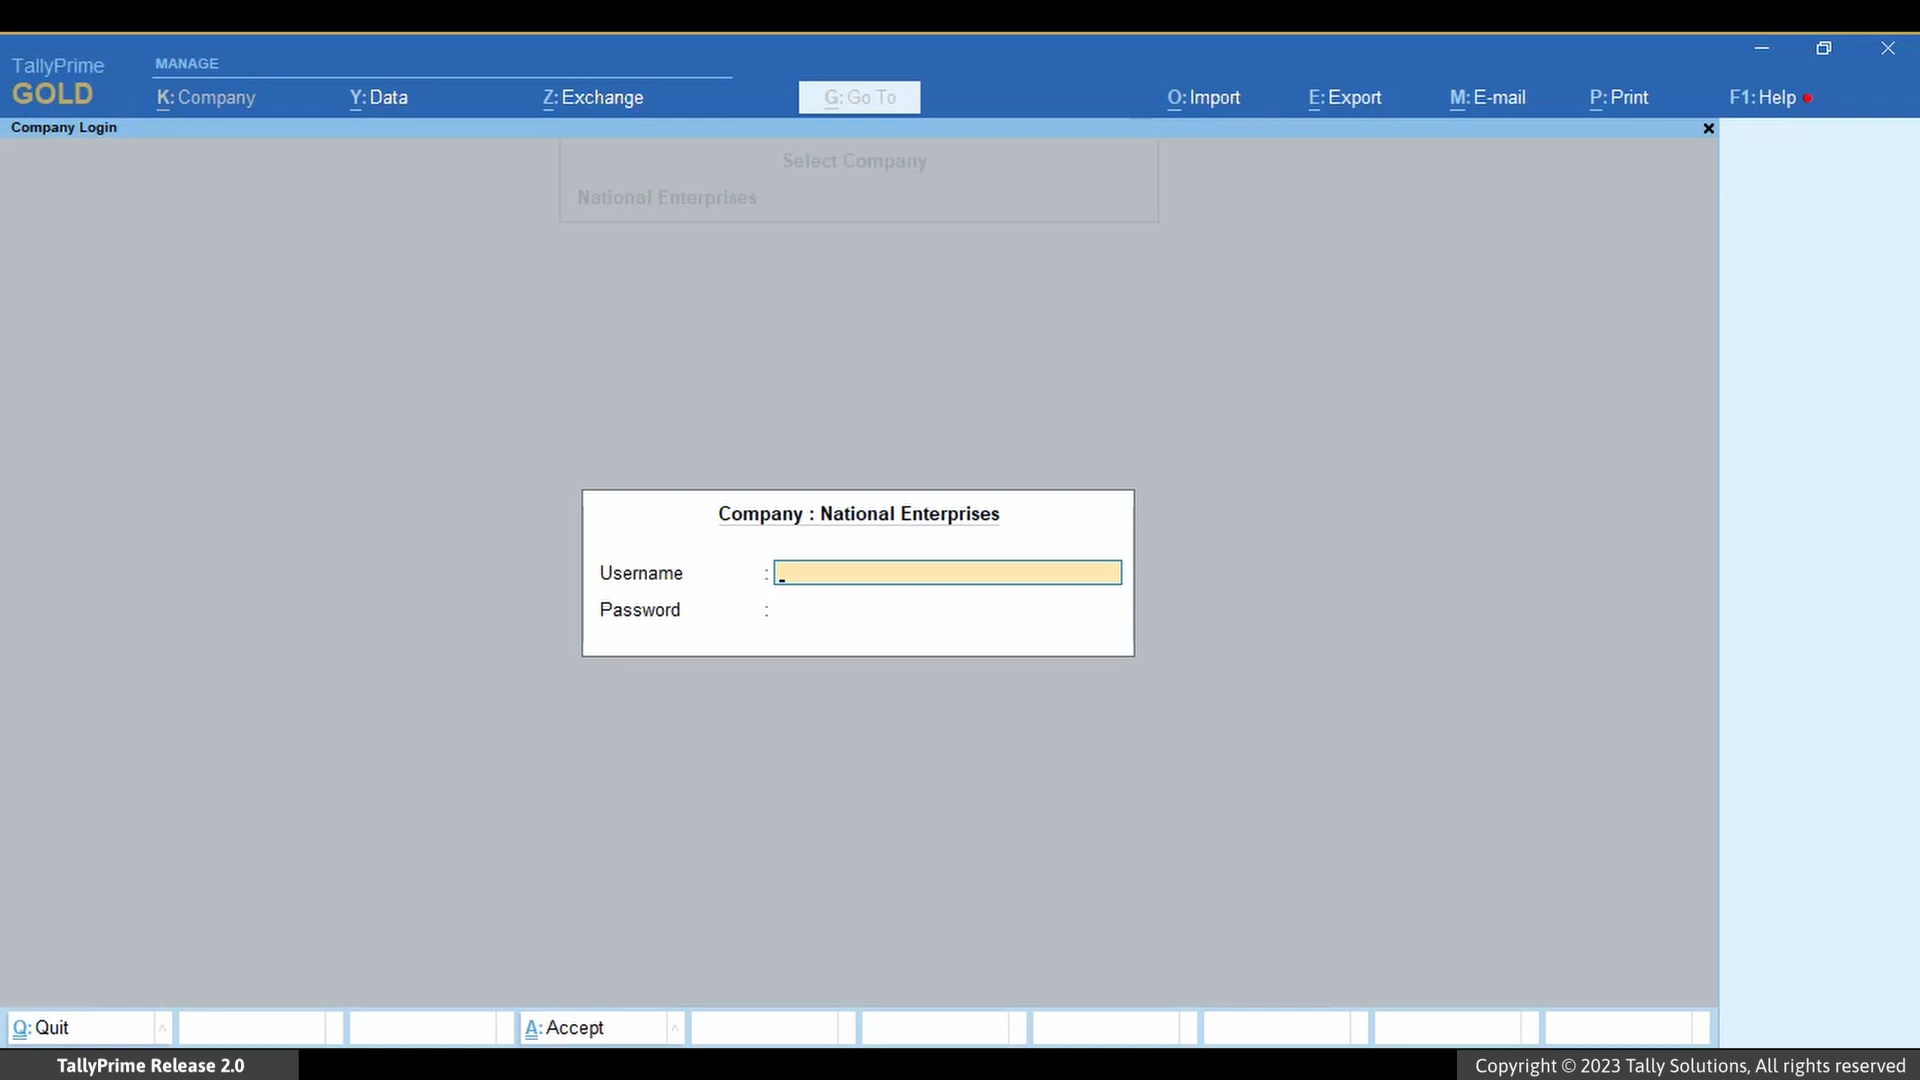 TallyPrime
GOLD
MANAGE
K: Company
Y: Data
Z: Exchange
G: Go To
O: Import
E: Export
M: E-mail
P: Print
F1: Help
Company Login
Select Company
National Enterprises
Company : National Enterprises
Username :
Password :
Q: Quit
A: Accept
TallyPrime Release 2.0
Copyright © 2023 Tally Solutions, All rights reserved